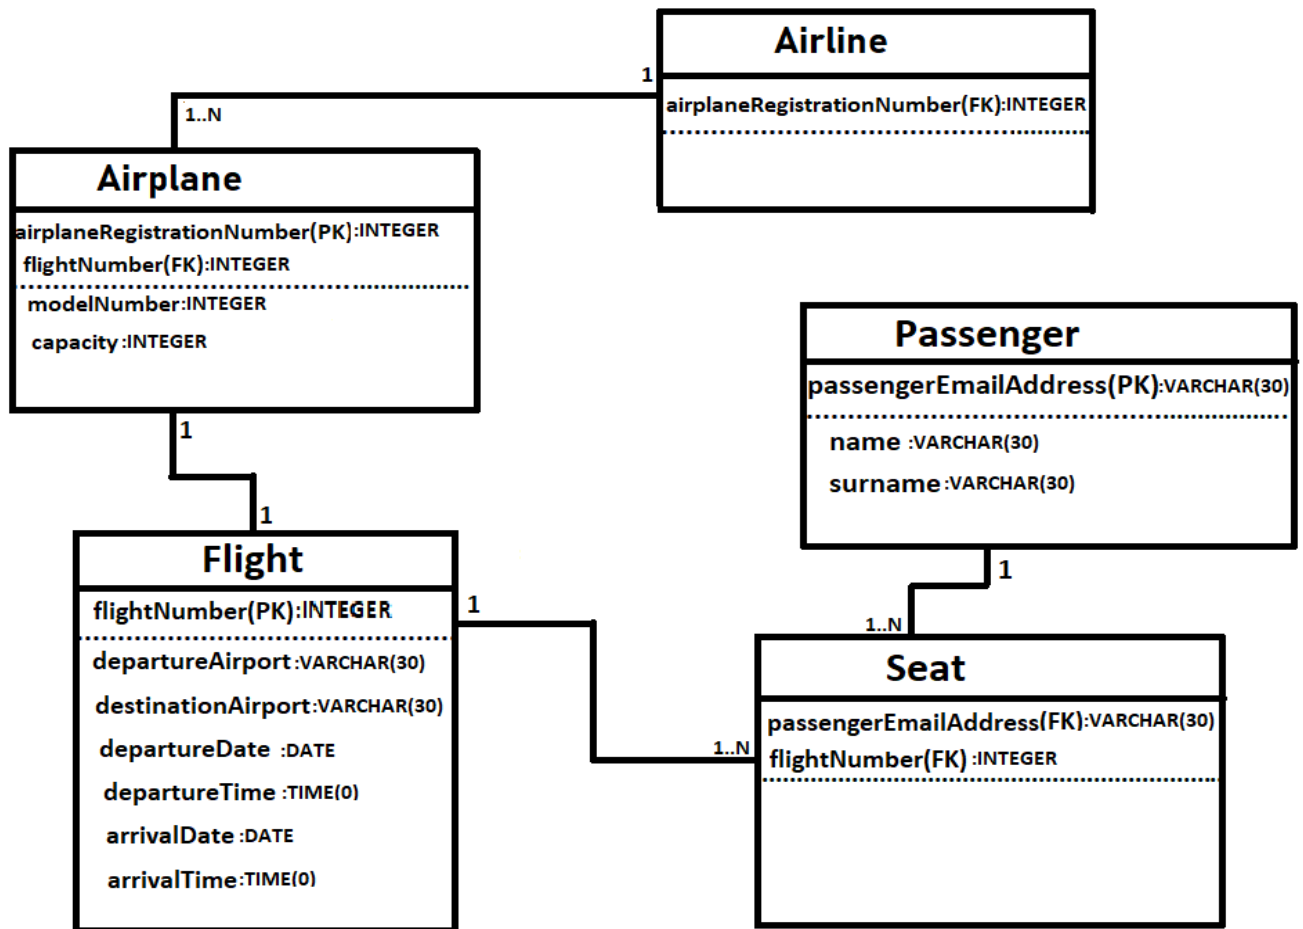 Airline
1
airplaneRegistrationNumber(FK):INTEGER
1..N
Airplane
airplaneRegistrationNumber(PK):INTEGER
flightNumber(FK):INTEGER
modelNumber:INTEGER
capacity:INTEGER
1
1
Passenger
passengerEmailAddress(PK):VARCHAR(30)
name :VARCHAR(30)
surname:VARCHAR(30)
1
1..N
Flight
flightNumber(PK):INTEGER
departureAirport:VARCHAR(30)
destinationAirport:VARCHAR(30)
departureDate :DATE
departureTime :TIME(0)
arrivalDate :DATE
arrivalTime:TIME(0)
1
1..N
Seat
passengerEmailAddress(FK):VARCHAR(30)
flightNumber(FK) :INTEGER